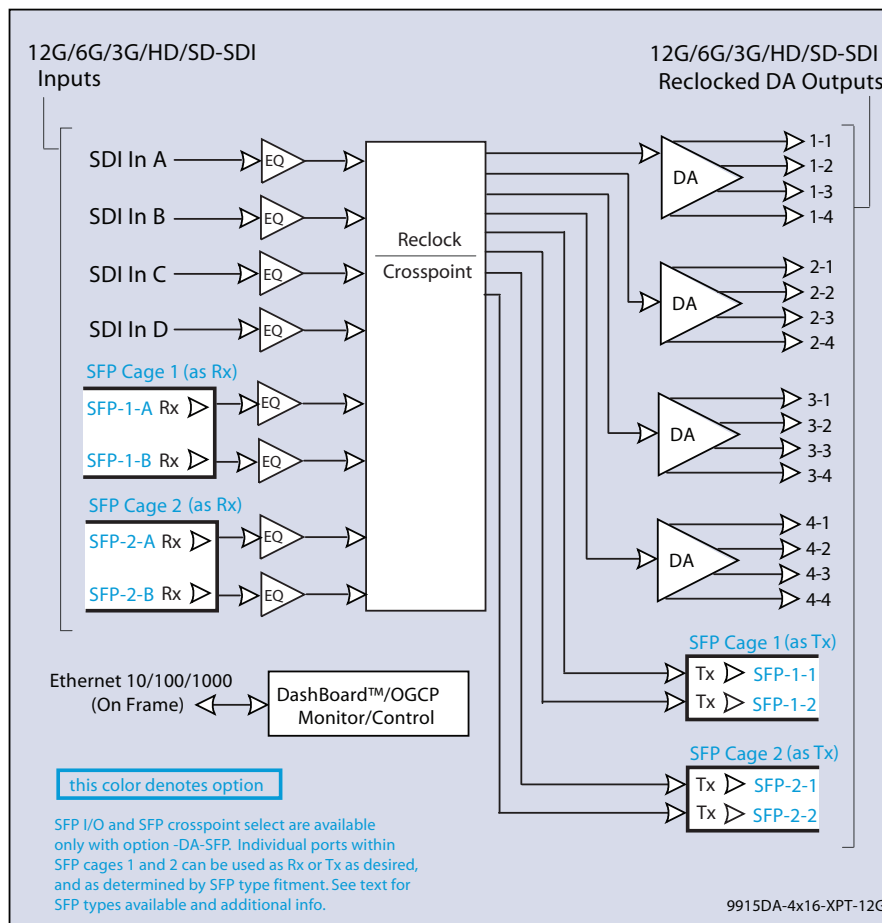 12G/6G/3G/HD/SD-SDI
Inputs
12G/6G/3G/HD/SD-SDI
Reclocked DA Outputs
SDI In A
EQ
SDI In B
EQ
SDI In C
EQ
SDI In D
EQ
SFP Cage 1 (as Rx)
SFP-1-A Rx
EQ
SFP-1-B Rx
EQ
SFP Cage 2 (as Rx)
SFP-2-A Rx
EQ
SFP-2-B Rx
EQ
Reclock
Crosspoint
DA
1-1
1-2
1-3
1-4
DA
2-1
2-2
2-3
2-4
DA
3-1
3-2
3-3
3-4
DA
4-1
4-2
4-3
4-4
SFP Cage 1 (as Tx)
Tx SFP-1-1
Tx SFP-1-2
SFP Cage 2 (as Tx)
Tx SFP-2-1
Tx SFP-2-2
Ethernet 10/100/1000
(On Frame)
DashBoard™/OGCP
Monitor/Control
this color denotes option
SFP I/O and SFP crosspoint select are available
only with option -DA-SFP. Individual ports within
SFP cages 1 and 2 can be used as Rx or Tx as desired,
and as determined by SFP type fitment. See text for
SFP types available and additional info.
9915DA-4x16-XPT-12G